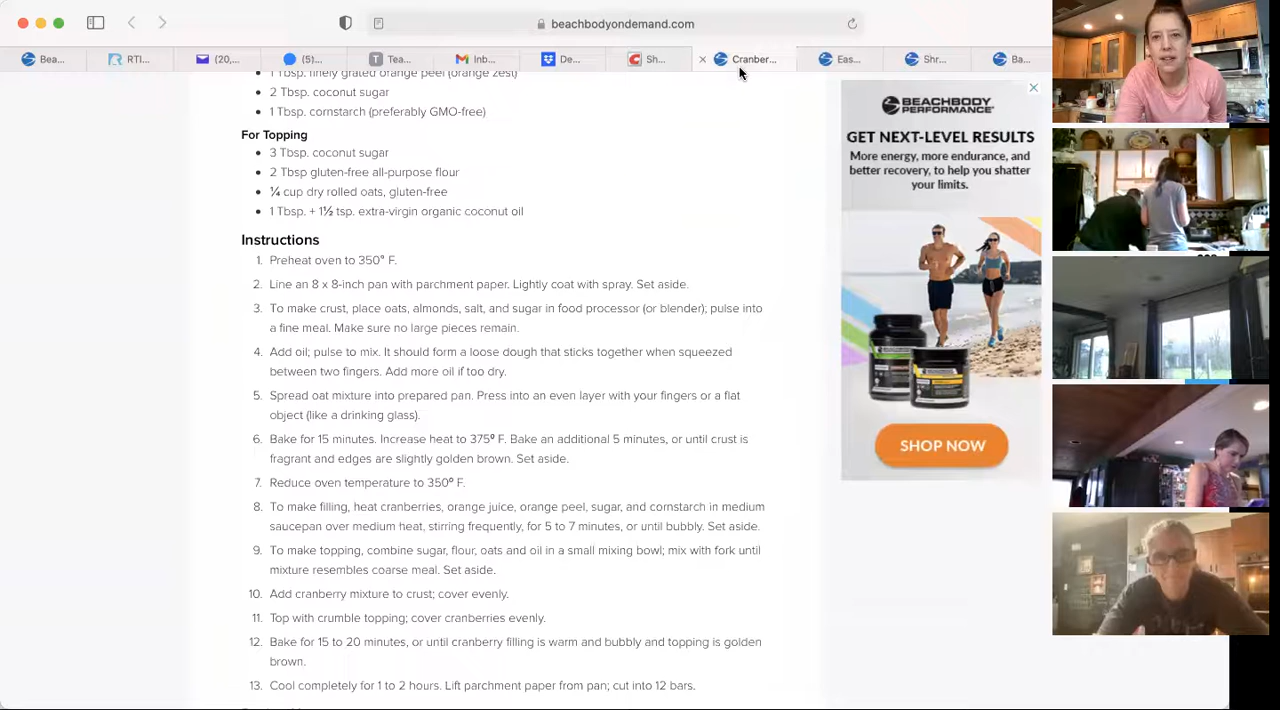 beachbodyondemand.com
Bea...
RTI...
(20,...
(5)...
Tea...
Inb...
De...
Sh...
Cranber...
Eas...
Shr...
Ba...
1 Tbsp. finely grated orange peel (orange zest)
2 Tbsp. coconut sugar
1 Tbsp. cornstarch (preferably GMO-free)
For Topping
3 Tbsp. coconut sugar
2 Tbsp gluten-free all-purpose flour
¼ cup dry rolled oats, gluten-free
1 Tbsp. + 1½ tsp. extra-virgin organic coconut oil
Instructions
1. Preheat oven to 350° F.
2. Line an 8 x 8-inch pan with parchment paper. Lightly coat with spray. Set aside.
3. To make crust, place oats, almonds, salt, and sugar in food processor (or blender); pulse into
a fine meal. Make sure no large pieces remain.
4. Add oil; pulse to mix. It should form a loose dough that sticks together when squeezed
between two fingers. Add more oil if too dry.
5. Spread oat mixture into prepared pan. Press into an even layer with your fingers or a flat
object (like a drinking glass).
6. Bake for 15 minutes. Increase heat to 375º F. Bake an additional 5 minutes, or until crust is
fragrant and edges are slightly golden brown. Set aside.
7. Reduce oven temperature to 350º F.
8. To make filling, heat cranberries, orange juice, orange peel, sugar, and cornstarch in medium
saucepan over medium heat, stirring frequently, for 5 to 7 minutes, or until bubbly. Set aside.
9. To make topping, combine sugar, flour, oats and oil in a small mixing bowl; mix with fork until
mixture resembles coarse meal. Set aside.
10. Add cranberry mixture to crust; cover evenly.
11. Top with crumble topping; cover cranberries evenly.
12. Bake for 15 to 20 minutes, or until cranberry filling is warm and bubbly and topping is golden
brown.
13. Cool completely for 1 to 2 hours. Lift parchment paper from pan; cut into 12 bars.
BEACHBODY
PERFORMANCE
GET NEXT-LEVEL RESULTS
More energy, more endurance, and
better recovery, to help you shatter
your limits.
SHOP NOW